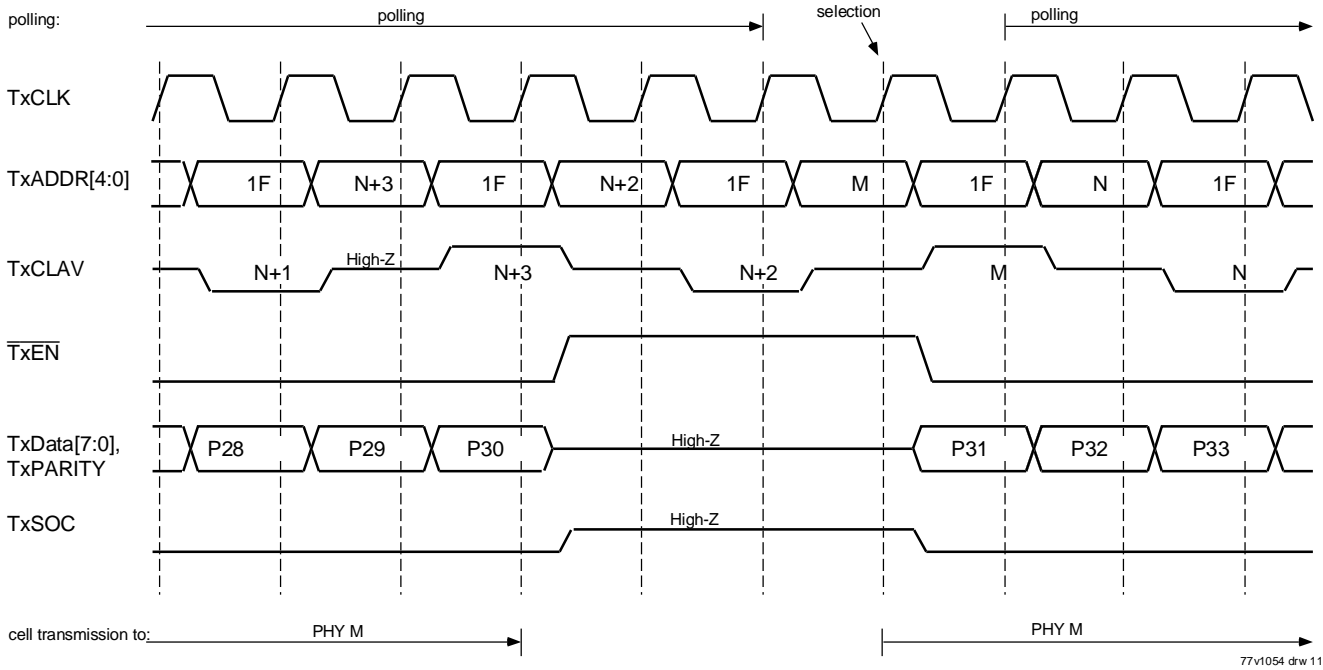 polling: polling selection polling
TxCLK
TxADDR[4:0] 1F N+3 1F N+2 1F M 1F N 1F
TxCLAV N+1 High-Z N+3 N+2 M N
TxEN
TxData[7:0], TxPARITY P28 P29 P30 High-Z P31 P32 P33
TxSOC High-Z
cell transmission to: PHY M PHY M
77v1054 drw 11